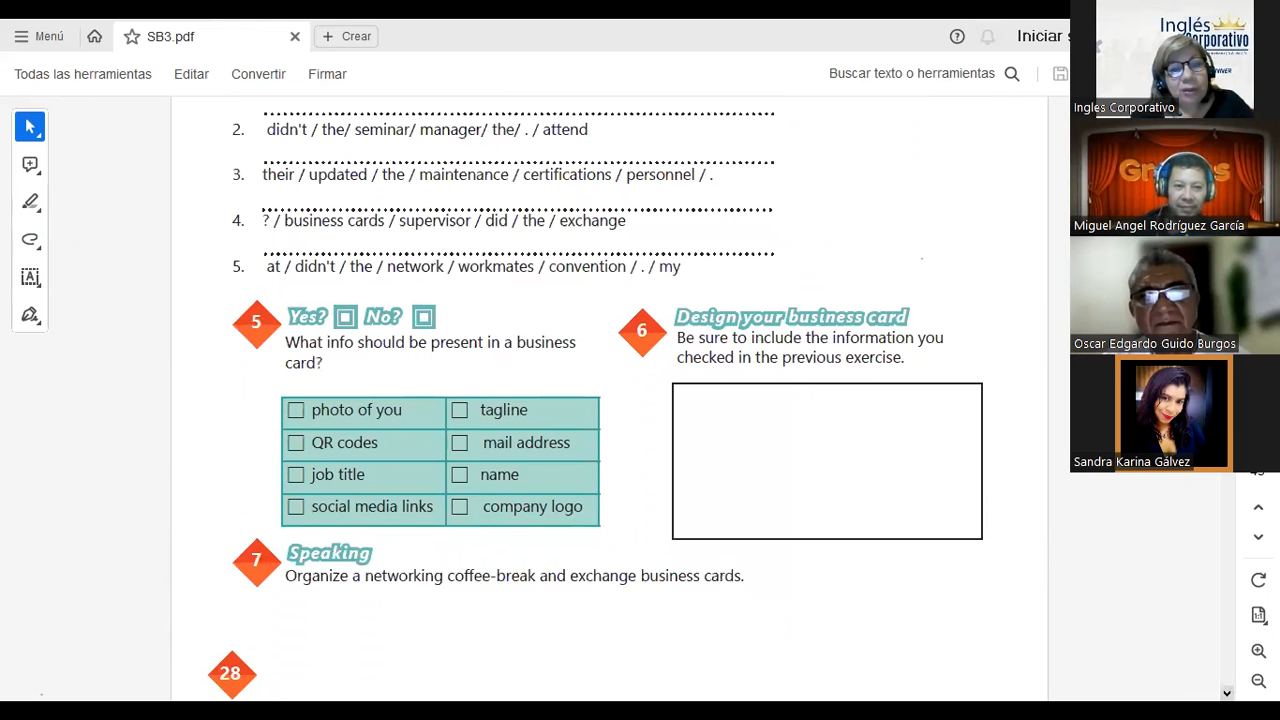 Menú
SB3.pdf
Crear
Iniciar s
Todas las herramientas
Editar
Convertir
Firmar
Buscar texto o herramientas
2. didn't / the/ seminar/ manager/ the/ . / attend
3. their / updated / the / maintenance / certifications / personnel / .
4. ? / business cards / supervisor / did / the / exchange
5. at / didn't / the / network / workmates / convention / . / my
5 Yes? No?
What info should be present in a business
card?
photo of you
tagline
QR codes
mail address
job title
name
social media links
company logo
6 Design your business card
Be sure to include the information you
checked in the previous exercise.
7 Speaking
Organize a networking coffee-break and exchange business cards.
28
Inglés
Corporativo
Ingles Corporativo
Miguel Angel Rodríguez García
Oscar Edgardo Guido Burgos
Sandra Karina Gálvez